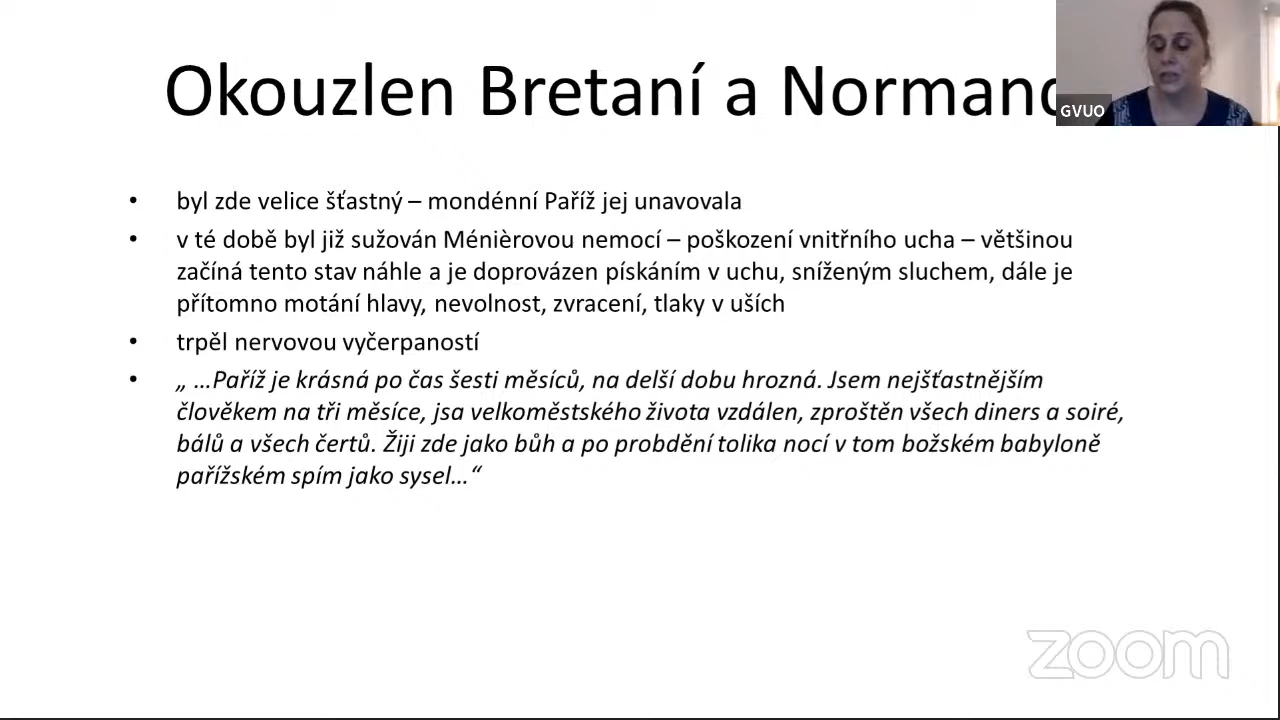 Okouzlen Bretaní a Normand
GVUO
• byl zde velice šťastný – mondénní Paříž jej unavovala
• v té době byl již sužován Ménièrovou nemocí – poškození vnitřního ucha – většinou
začíná tento stav náhle a je doprovázen pískáním v uchu, sníženým sluchem, dále je
přítomno motání hlavy, nevolnost, zvracení, tlaky v uších
• trpěl nervovou vyčerpaností
• „ …Paříž je krásná po čas šesti měsíců, na delší dobu hrozná. Jsem nejšťastnějším
člověkem na tři měsíce, jsa velkoměstského života vzdálen, zproštěn všech diners a soiré,
bálů a všech čertů. Žiji zde jako bůh a po probdění tolika nocí v tom božském babyloně
pařížském spím jako sysel…“
zoom